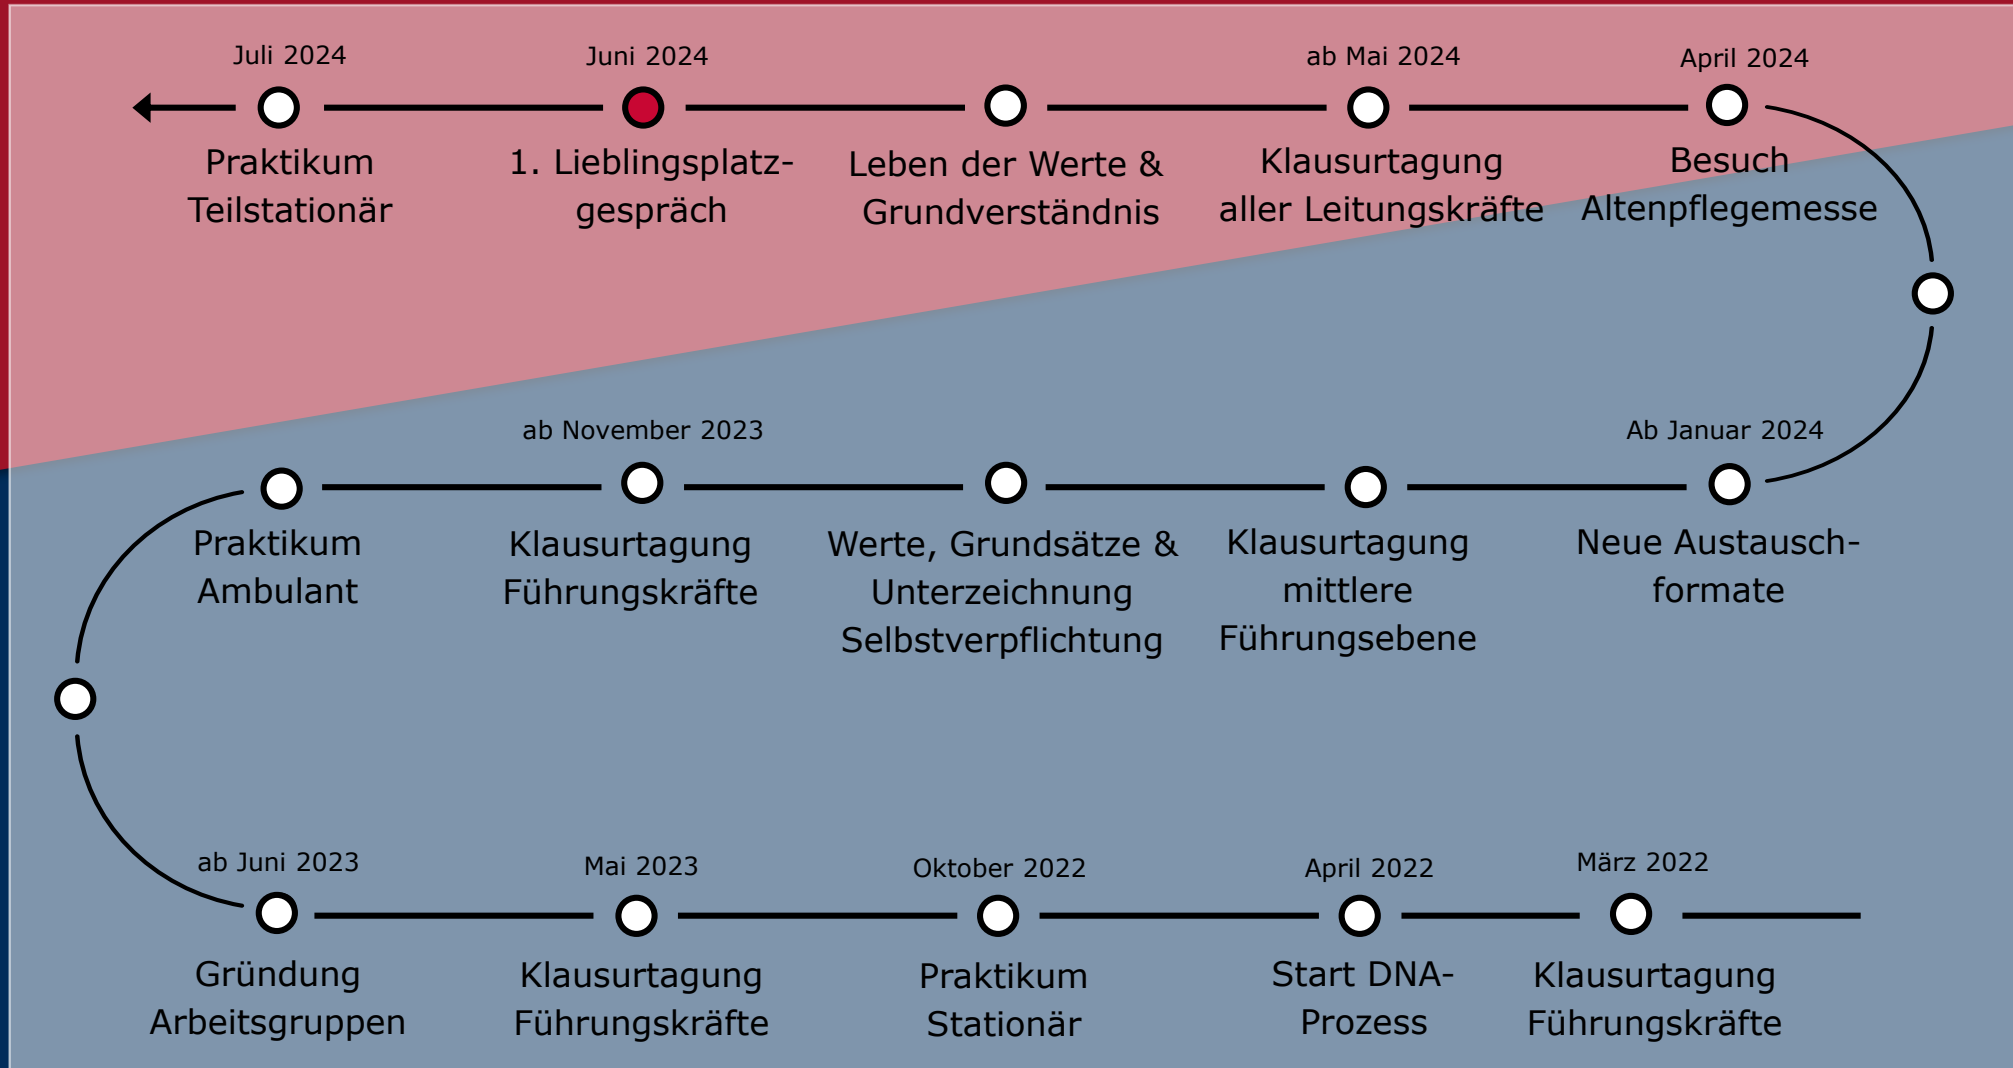 Juli 2024
Juni 2024
ab Mai 2024
April 2024
Praktikum
Teilstationär
1. Lieblingsplatz-
gespräch
Leben der Werte &
Grundverständnis
Klausurtagung
aller Leitungskräfte
Besuch
Altenpflegemesse
ab November 2023
Ab Januar 2024
Praktikum
Ambulant
Klausurtagung
Führungskräfte
Werte, Grundsätze &
Unterzeichnung
Selbstverpflichtung
Klausurtagung
mittlere
Führungsebene
Neue Austausch-
formate
ab Juni 2023
Mai 2023
Oktober 2022
April 2022
März 2022
Gründung
Arbeitsgruppen
Klausurtagung
Führungskräfte
Praktikum
Stationär
Start DNA-
Prozess
Klausurtagung
Führungskräfte